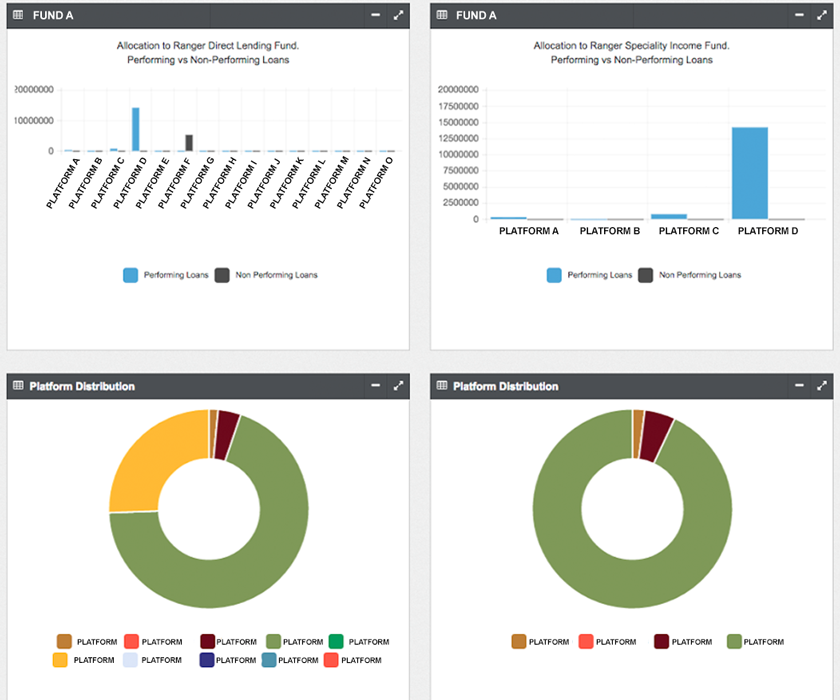 FUND A
Allocation to Ranger Direct Lending Fund.
Performing vs Non-Performing Loans
20000000
10000000
0
PLATFORM A
PLATFORM B
PLATFORM C
PLATFORM D
PLATFORM E
PLATFORM F
PLATFORM G
PLATFORM H
PLATFORM I
PLATFORM J
PLATFORM K
PLATFORM L
PLATFORM M
PLATFORM N
PLATFORM O
Performing Loans Non Performing Loans
FUND A
Allocation to Ranger Speciality Income Fund.
Performing vs Non-Performing Loans
20000000
17500000
15000000
12500000
10000000
7500000
5000000
2500000
0
PLATFORM A PLATFORM B PLATFORM C PLATFORM D
Performing Loans Non Performing Loans
Platform Distribution
PLATFORM PLATFORM PLATFORM PLATFORM PLATFORM
PLATFORM PLATFORM PLATFORM PLATFORM PLATFORM
Platform Distribution
PLATFORM PLATFORM PLATFORM PLATFORM